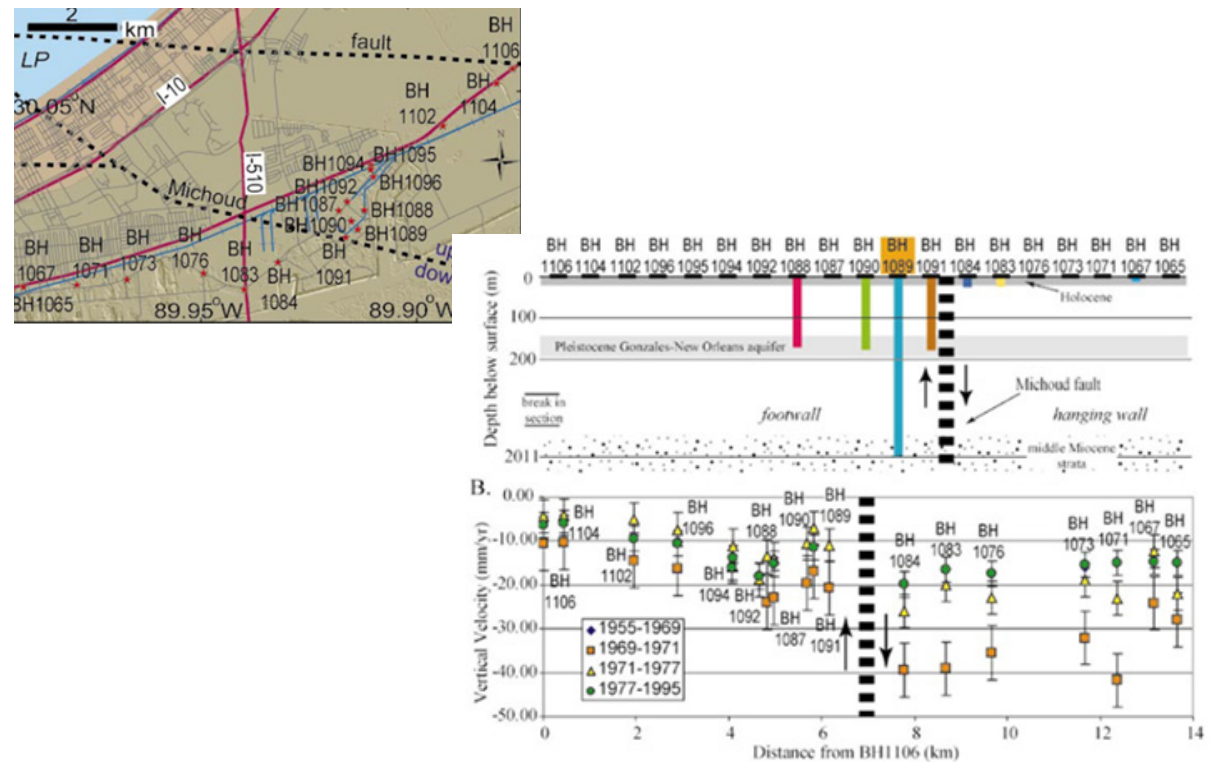 2
km
LP
fault
BH
1106
BH
1104
BH
1102
30.05°N
I-10
I-510
BH1094
BH1095
BH1092
BH1096
Michoud
BH1087
BH1088
BH1090
BH1089
BH
1091
BH
1067
BH
1071
BH
1073
BH
1076
BH
1083
BH
1084
BH1065
89.95°W
89.90°W
N
up
dow
BH BH BH BH BH BH BH BH BH BH BH BH BH BH BH BH BH BH BH
1106 1104 1102 1096 1095 1094 1092 1088 1087 1090 1089 1091 1084 1083 1076 1073 1071 1067 1065
Depth below surface (m)
0
100
200
2011
Holocene
Pleistocene Gonzales-New Orleans aquifer
break in
section
footwall
Michoud fault
hanging wall
middle Miocene
strata
B.
Vertical Velocity (mm/yr)
0.00
-10.00
-20.00
-30.00
-40.00
-50.00
BH
1104
BH
1106
BH
1102
BH
1096
BH
1094
BH
1092
BH
1088
BH
1087
BH
1090
BH
1091
BH
1089
BH
1084
BH
1083
BH
1076
BH
1073
BH
1071
BH
1067
BH
1065
1955-1969
1969-1971
1971-1977
1977-1995
0 2 4 6 8 10 12 14
Distance from BH1106 (km)